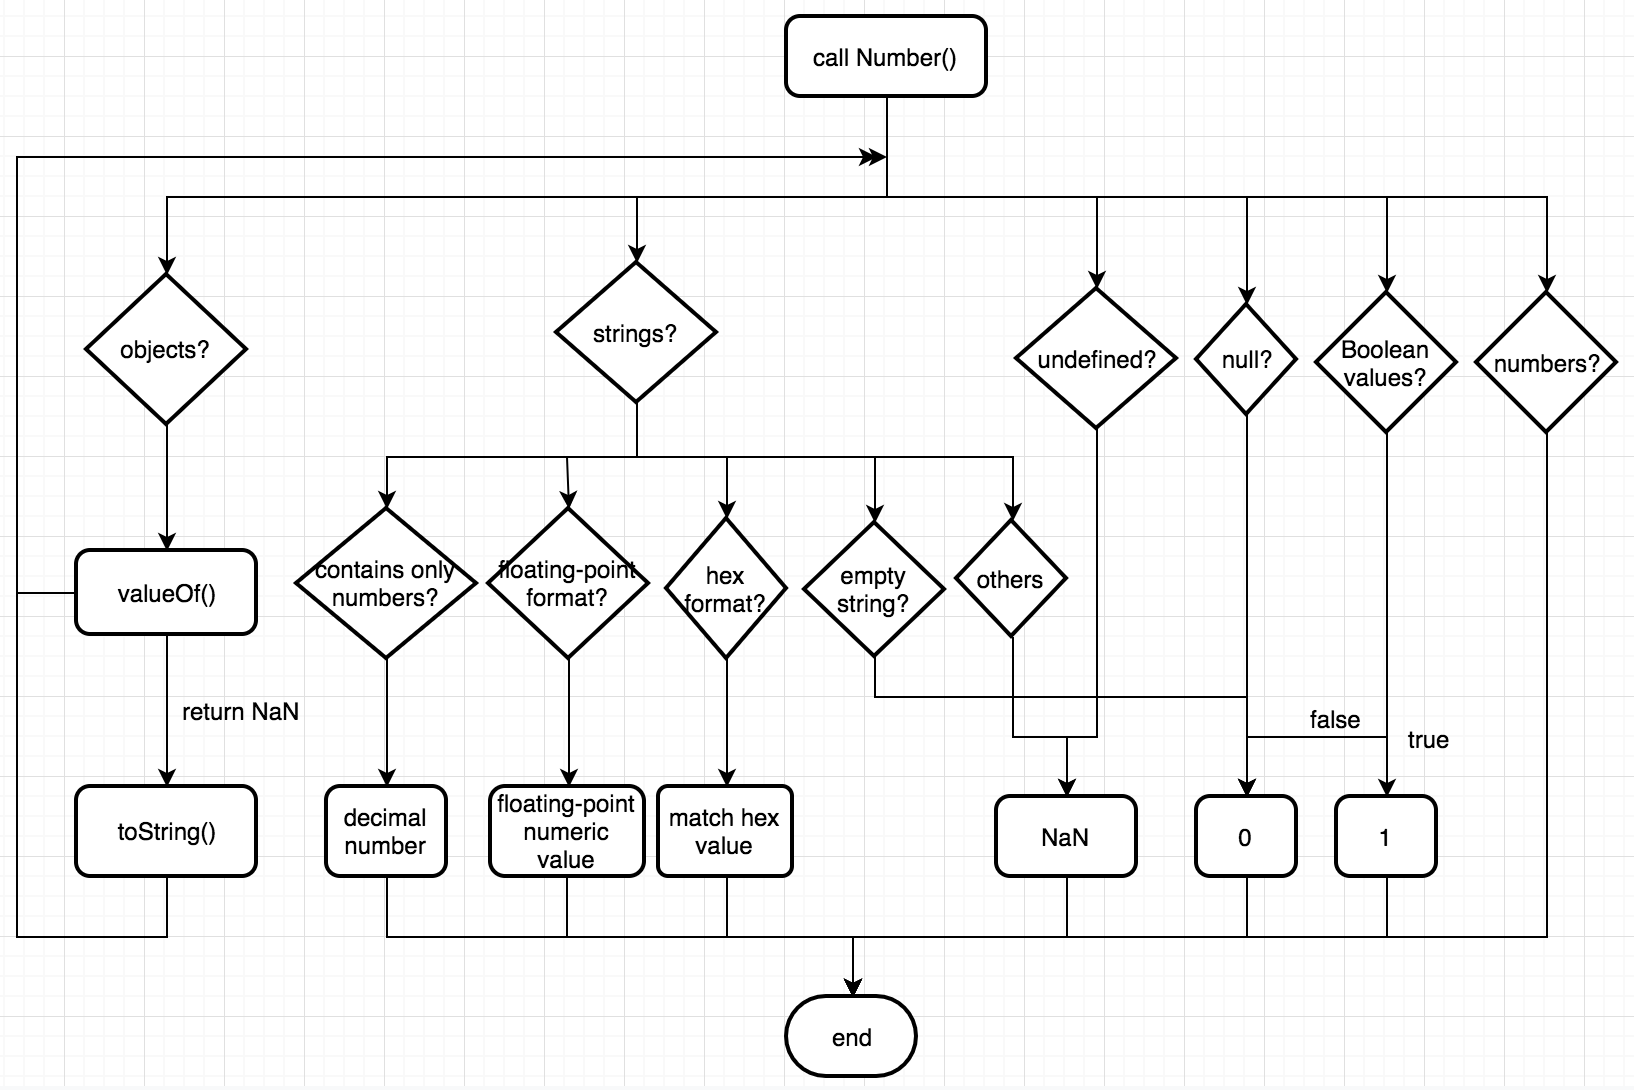 call Number()
objects?
strings?
undefined?
null?
Boolean
values?
numbers?
contains only
numbers?
floating-point
format?
hex
format?
empty
string?
others
valueOf()
return NaN
false
true
toString()
decimal
number
floating-point
numeric
value
match hex
value
NaN
0
1
end